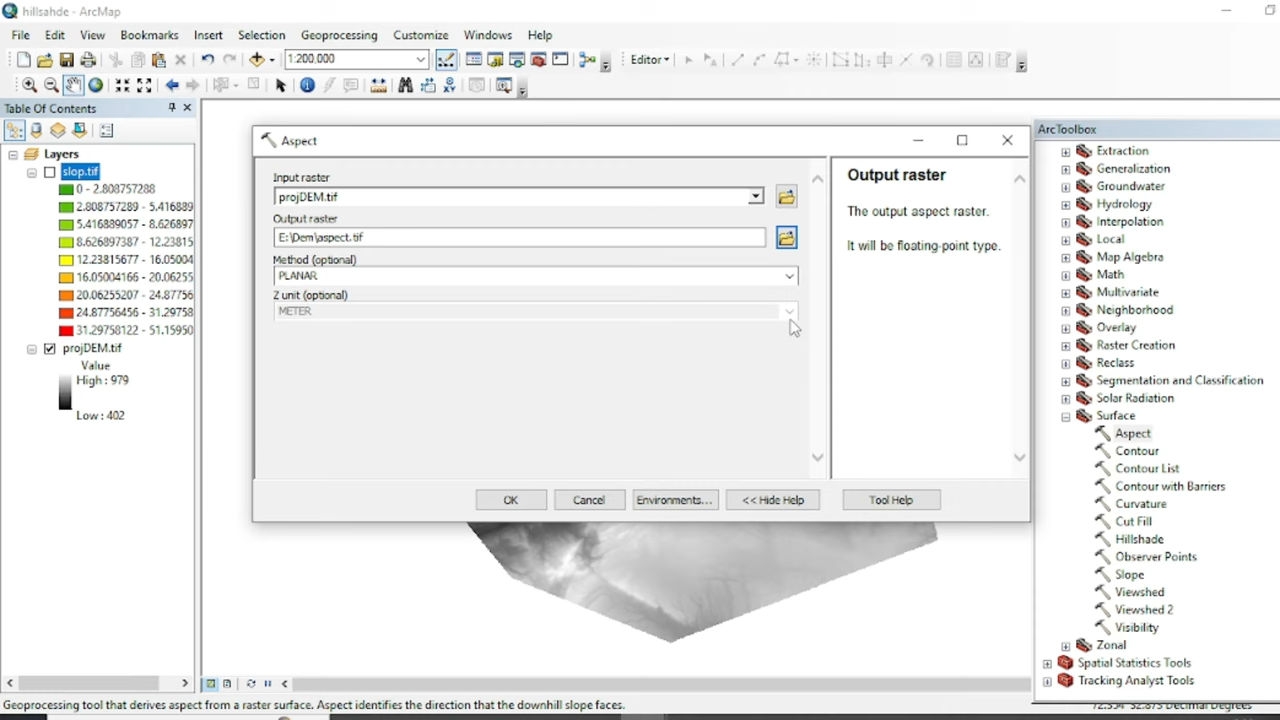 hillsahde - ArcMap
File Edit View Bookmarks Insert Selection Geoprocessing Customize Windows Help
1:200.000
Editor
Table Of Contents
Layers
slop.tif
0 - 2.808757288
2.808757289 - 5.416889
5.416889057 - 8.626897
8.626897387 - 12.23815
12.23815677 - 16.05004
16.05004166 - 20.06255
20.06255207 - 24.87756
24.87756456 - 31.29758
31.29758122 - 51.15950
projDEM.tif
Value
High : 979
Low : 402
Aspect
Input raster
projDEM.tif
Output raster
E:\Dem\aspect.tif
Method (optional)
PLANAR
Z unit (optional)
METER
OK Cancel Environments... << Hide Help Tool Help
Output raster
The output aspect raster.
It will be floating-point type.
ArcToolbox
Extraction
Generalization
Groundwater
Hydrology
Interpolation
Local
Map Algebra
Math
Multivariate
Neighborhood
Overlay
Raster Creation
Reclass
Segmentation and Classification
Solar Radiation
Surface
Aspect
Contour
Contour List
Contour with Barriers
Curvature
Cut Fill
Hillshade
Observer Points
Slope
Viewshed
Viewshed 2
Visibility
Zonal
Spatial Statistics Tools
Tracking Analyst Tools
Geoprocessing tool that derives aspect from a raster surface. Aspect identifies the direction that the downhill slope faces.
Decimal Degrees